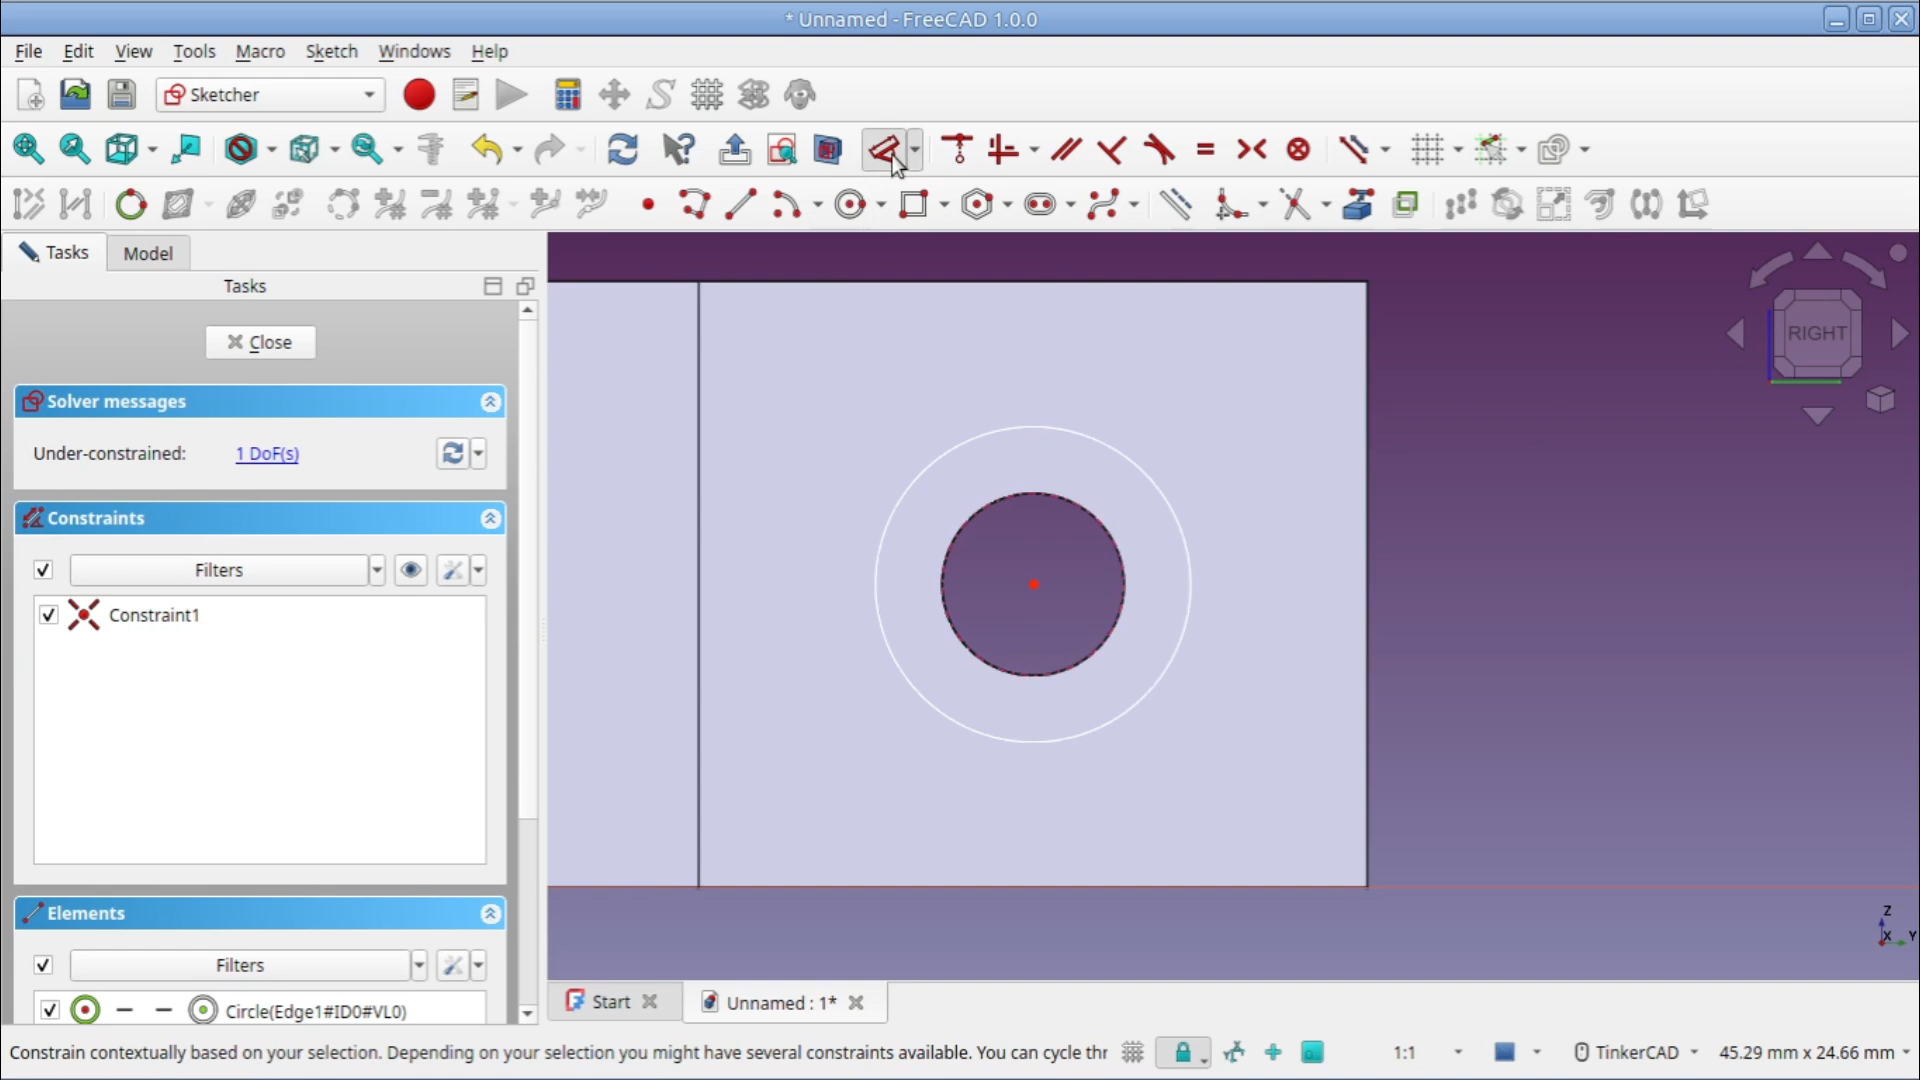 * Unnamed - FreeCAD 1.0.0
File Edit View Tools Macro Sketch Windows Help
Sketcher
Tasks Model
Tasks
Close
Solver messages
Under-constrained: 1 DoF(s)
Constraints
Filters
Constraint1
Elements
Filters
Circle(Edge1#ID0#VL0)
RIGHT
Z
X Y
Start Unnamed : 1*
Constrain contextually based on your selection. Depending on your selection you might have several constraints available. You can cycle thr 1:1 TinkerCAD 45.29 mm x 24.66 mm